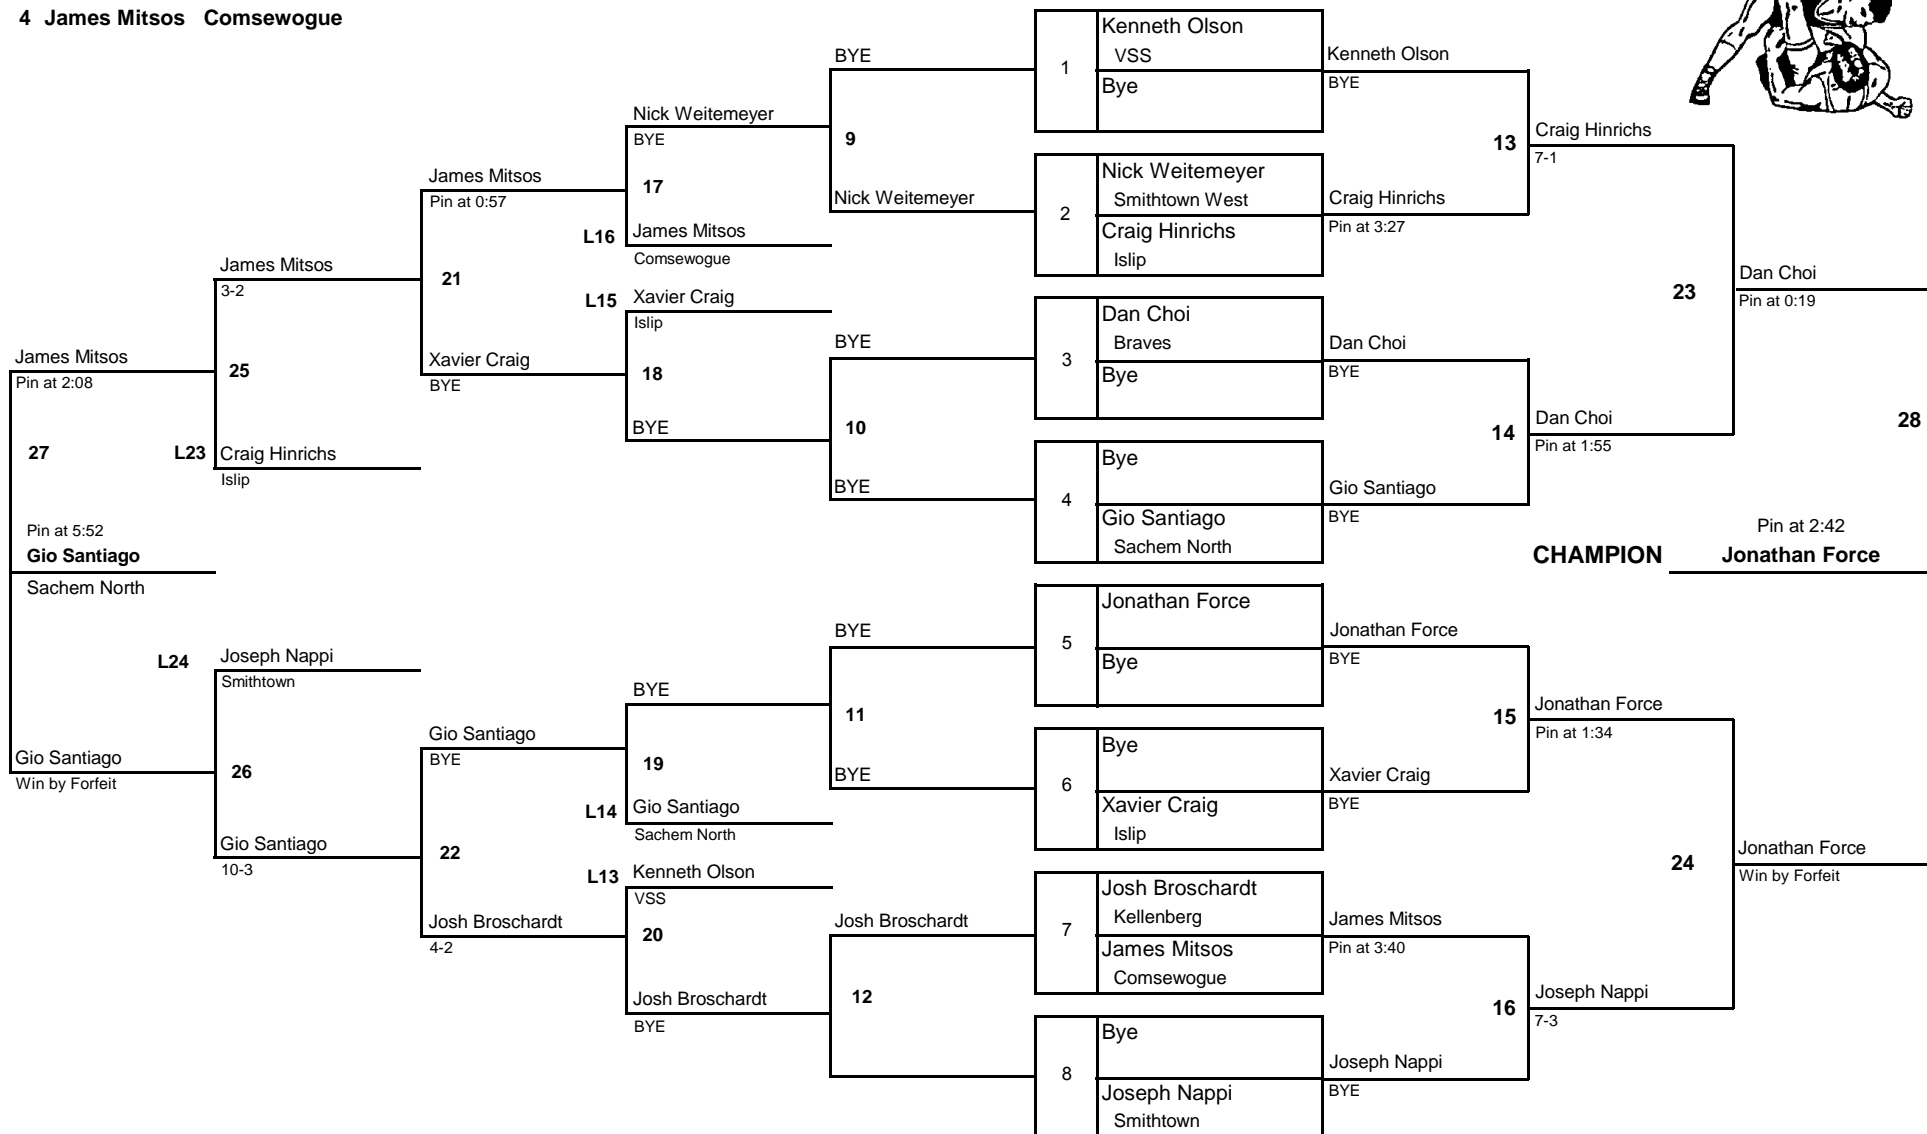 4 James Mitsos Comsewogue
BYE
Nick Weitemeyer
BYE
17
L16
James Mitsos
Comsewogue
James Mitsos
Pin at 0:57
21
L15
Xavier Craig
Islip
18
BYE
Xavier Craig
BYE
James Mitsos
3-2
25
L23
Craig Hinrichs
Islip
James Mitsos
Pin at 2:08
27
Pin at 5:52
Gio Santiago
Sachem North
L24
Joseph Nappi
Smithtown
26
Gio Santiago
Win by Forfeit
Gio Santiago
10-3
Gio Santiago
BYE
22
Josh Broschardt
4-2
BYE
19
L14
Gio Santiago
Sachem North
L13
Kenneth Olson
VSS
20
Josh Broschardt
BYE
9
Nick Weitemeyer
BYE
10
BYE
BYE
11
BYE
Josh Broschardt
12
1
Kenneth Olson
VSS
Bye
2
Nick Weitemeyer
Smithtown West
Craig Hinrichs
Islip
3
Dan Choi
Braves
Bye
4
Bye
Gio Santiago
Sachem North
5
Jonathan Force
Bye
6
Bye
Xavier Craig
Islip
7
Josh Broschardt
Kellenberg
James Mitsos
Comsewogue
8
Bye
Joseph Nappi
Smithtown
Kenneth Olson
BYE
13
Craig Hinrichs
Pin at 3:27
Dan Choi
BYE
14
Gio Santiago
BYE
Jonathan Force
BYE
15
Xavier Craig
BYE
James Mitsos
Pin at 3:40
16
Joseph Nappi
BYE
Craig Hinrichs
7-1
23
Dan Choi
Pin at 1:55
Jonathan Force
Pin at 1:34
24
Joseph Nappi
7-3
Dan Choi
Pin at 0:19
28
Pin at 2:42
CHAMPION Jonathan Force
Jonathan Force
Win by Forfeit